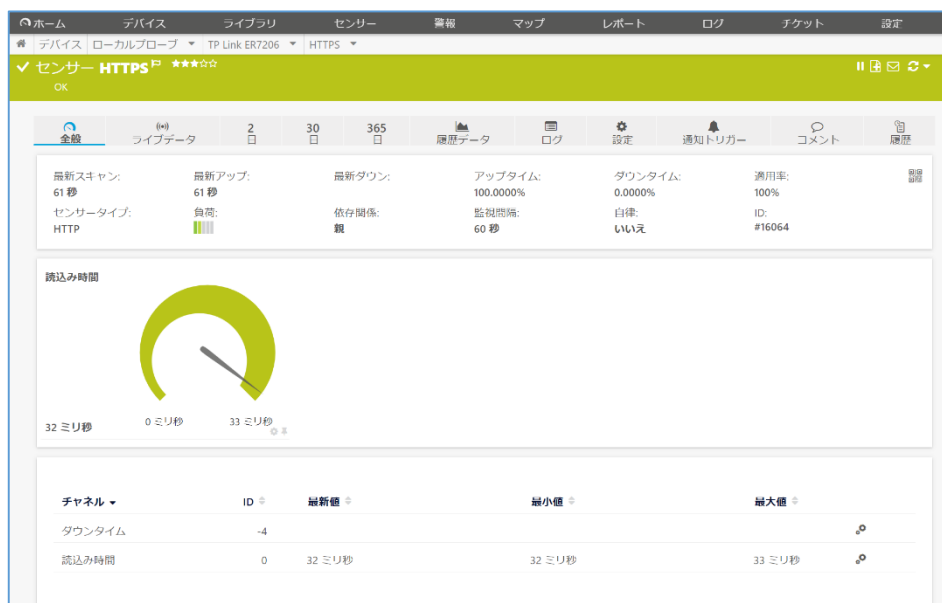 ホーム デバイス ライブラリ センサー 警報 マップ レポート ログ チケット 設定
デバイス ローカルプローブ TP Link ER7206 HTTPS
センサー HTTPS
OK
全般 ライブデータ 2日 30日 365日 履歴データ ログ 設定 通知トリガー コメント 履歴
最新スキャン: 最新アップ: 最新ダウン: アップタイム: ダウンタイム: 適用率:
61 秒 61 秒 100.0000% 0.0000% 100%
センサータイプ: 負荷: 依存関係: 監視間隔: 自律: ID:
HTTP 親 60 秒 いいえ #16064
読込み時間
0 ミリ秒 33 ミリ秒
32 ミリ秒
チャネル ID 最新値 最小値 最大値
ダウンタイム -4
読込み時間 0 32 ミリ秒 32 ミリ秒 33 ミリ秒